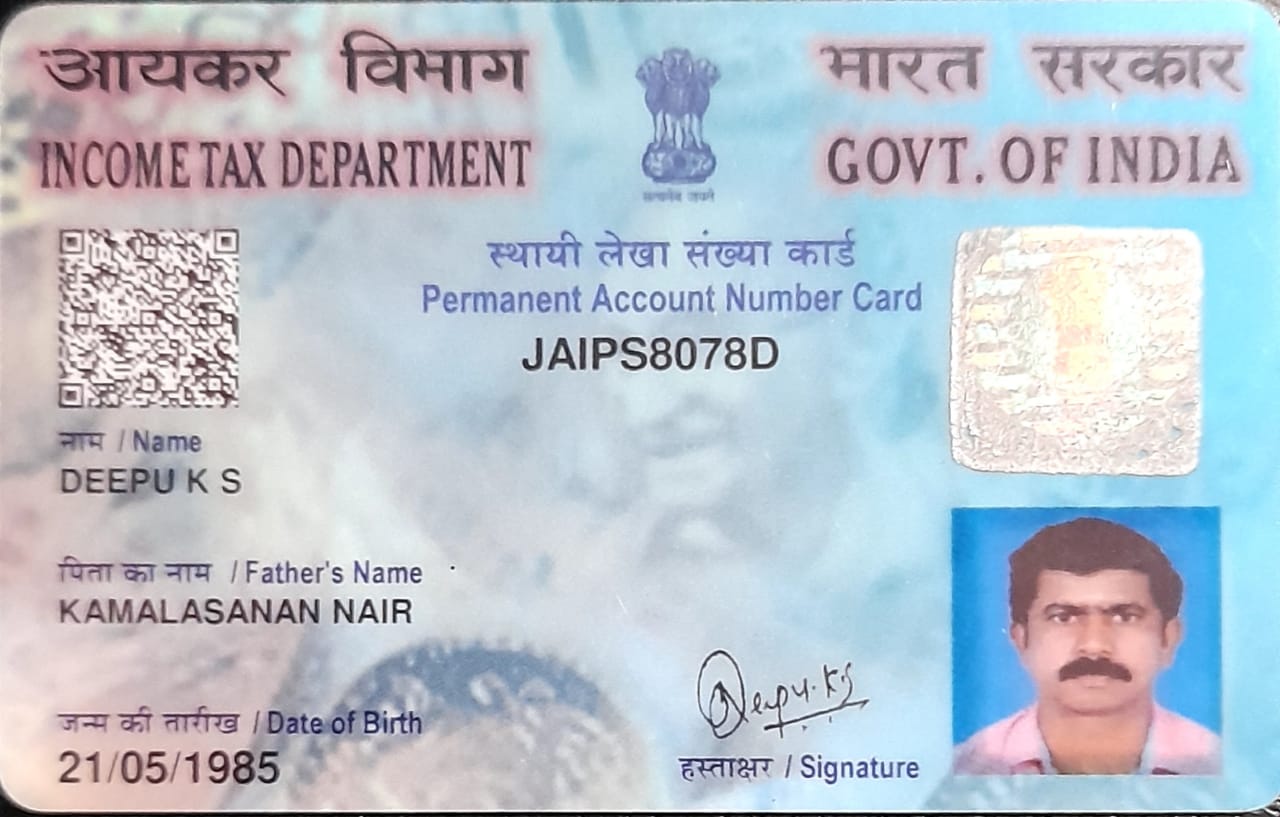 आयकर विभाग
INCOME TAX DEPARTMENT
सत्यमेव जयते
भारत सरकार
GOVT. OF INDIA
स्थायी लेखा संख्या कार्ड
Permanent Account Number Card
JAIPS8078D
नाम / Name
DEEPU K S
पिता का नाम / Father's Name
KAMALASANAN NAIR
जन्म की तारीख / Date of Birth
21/05/1985
Deepu.K.S
हस्ताक्षर / Signature